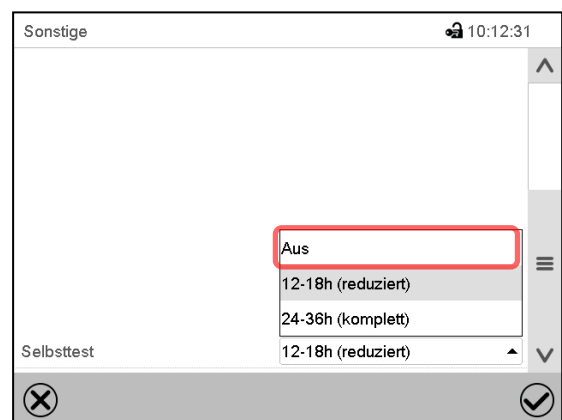 Sonstige 10:12:31
Aus
12-18h (reduziert)
24-36h (komplett)
Selbsttest 12-18h (reduziert)